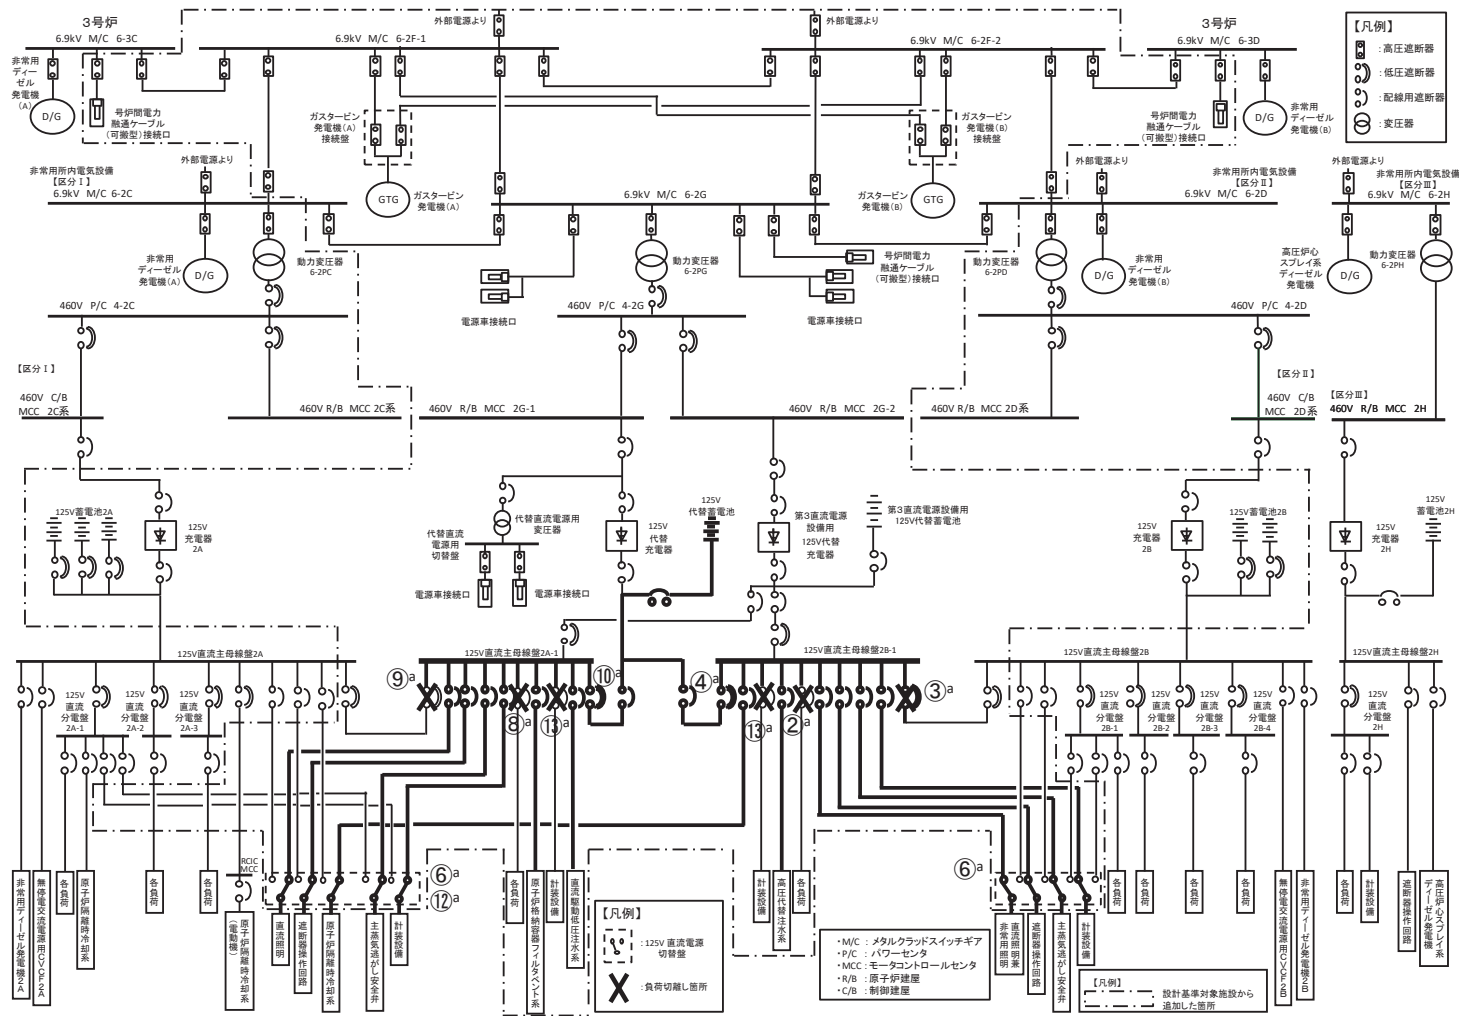 3号炉
6.9kV M/C 6-3C
外部電源より
6.9kV M/C 6-2F-1
外部電源より
6.9kV M/C 6-2F-2
3号炉
6.9kV M/C 6-3D
【凡例】
:高圧遮断器
:低圧遮断器
:配線用遮断器
:変圧器
非常用
ディー
ゼル
発電機
(A)
D/G
号炉間電力
融通ケーブル
(可搬型)接続口
ガスタービン
発電機(A)
接続盤
ガスタービン
発電機(B)
接続盤
号炉間電力
融通ケーブル
(可搬型)接続口
D/G
非常用
ディーゼル
発電機(B)
非常用所内電気設備
【区分Ⅰ】
6.9kV M/C 6-2C
外部電源より
GTG
ガスタービン
発電機(A)
6.9kV M/C 6-2G
ガスタービン
発電機(B)
GTG
外部電源より
非常用所内電気設備
【区分Ⅱ】
6.9kV M/C 6-2D
外部電源より
非常用所内電気設備
【区分Ⅲ】
6.9kV M/C 6-2H
非常用
ディーゼル
発電機(A)
D/G
動力変圧器
6-2PC
動力変圧器
6-2PG
号炉間電力
融通ケーブル
(可搬型)接続口
動力変圧器
6-2PD
D/G
非常用
ディーゼル
発電機(B)
高圧炉心
スプレイ系
ディーゼル
発電機
D/G
動力変圧器
6-2PH
460V P/C 4-2C
電源車接続口
460V P/C 4-2G
電源車接続口
460V P/C 4-2D
【区分Ⅰ】
460V C/B
MCC 2C系
460V R/B MCC 2C系
460V R/B MCC 2G-1
460V R/B MCC 2G-2
460V R/B MCC 2D系
【区分Ⅱ】
460V C/B
MCC 2D系
【区分Ⅲ】
460V R/B MCC 2H
125V蓄電池2A
125V
充電器
2A
代替直流
電源用
切替盤
代替直流電源用
変圧器
125V
代替
充電器
125V
代替蓄電池
第3直流電源
設備用
125V代替
充電器
第3直流電源設備用
125V代替蓄電池
125V
充電器
2B
125V蓄電池2B
125V
充電器
2H
125V
蓄電池2H
電源車接続口
電源車接続口
125V直流主母線盤2A
125V直流主母線盤2A-1
125V直流主母線盤2B-1
125V直流主母線盤2B
125V直流主母線盤2H
⑨a
⑩a
④a
③a
⑧a
⑬a
⑬a
②a
125V
直流
分電盤
2A-1
125V
直流
分電盤
2A-2
125V
直流
分電盤
2A-3
125V
直流
分電盤
2B-1
125V
直流
分電盤
2B-2
125V
直流
分電盤
2B-3
125V
直流
分電盤
2B-4
125V
直流
分電盤
2H
RCIC
MCC
⑥a
⑫a
⑥a
非常用ディーゼル発電機2A
無停電交流電源用CVCF2A
各負荷
原子炉隔離時冷却系
各負荷
各負荷
原子炉隔離時冷却系
(電動機)
直流照明
遮断器操作回路
原子炉隔離時冷却系
主蒸気逃がし安全弁
計装設備
各負荷
原子炉格納容器フィルタベント系
計装設備
直流駆動低圧注水系
【凡例】
:125V 直流電源
切替盤
:負荷切離し箇所
計装設備
高圧代替注水系
各負荷
・M/C :メタルクラッドスイッチギア
・P/C :パワーセンタ
・MCC :モータコントロールセンタ
・R/B :原子炉建屋
・C/B :制御建屋
直流照明兼
非常用照明
遮断器操作回路
主蒸気逃がし安全弁
計装設備
各負荷
各負荷
各負荷
各負荷
無停電交流電源用CVCF2B
非常用ディーゼル発電機2B
各負荷
計装設備
遮断器操作回路
高圧炉心スプレイ系
ディーゼル発電機
【凡例】
設計基準対象施設から
追加した箇所